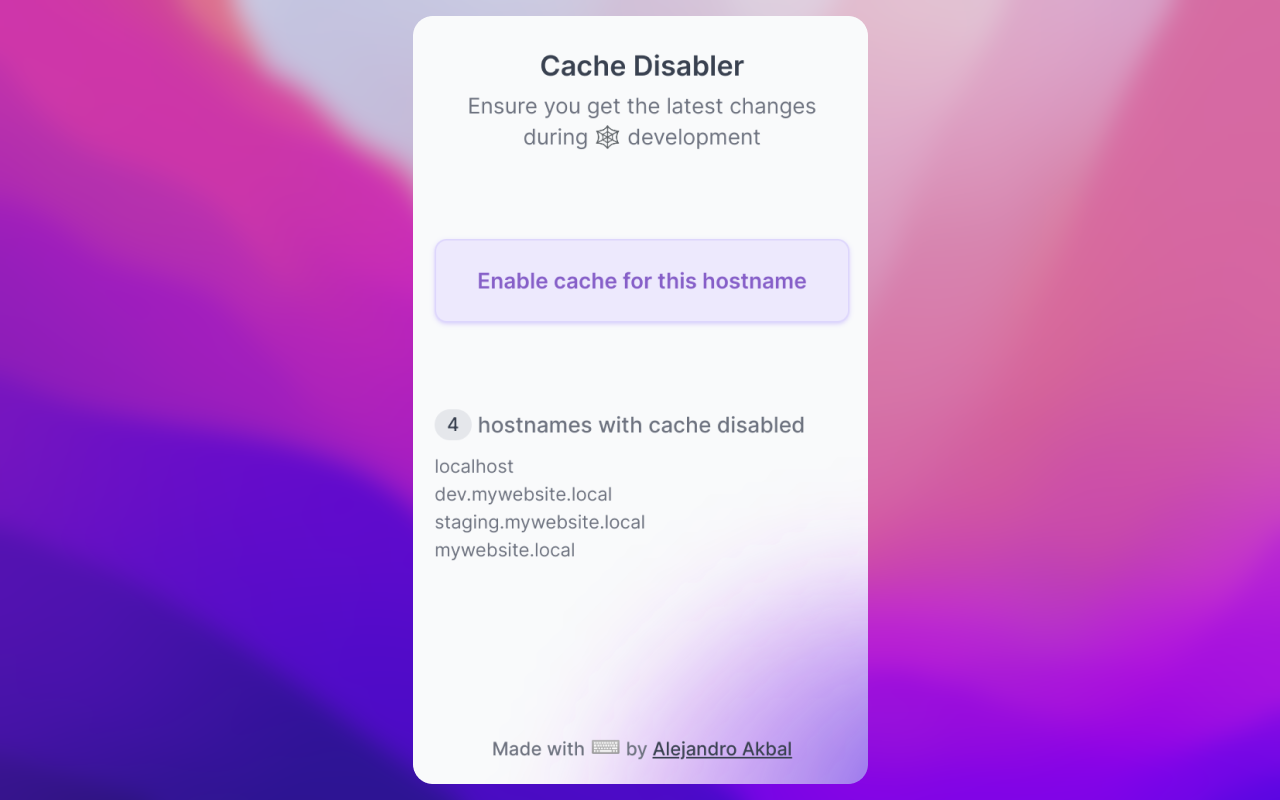 Cache Disabler
Ensure you get the latest changes
during 🕸 development
Enable cache for this hostname
4 hostnames with cache disabled
localhost
dev.mywebsite.local
staging.mywebsite.local
mywebsite.local
Made with ⌨ by Alejandro Akbal